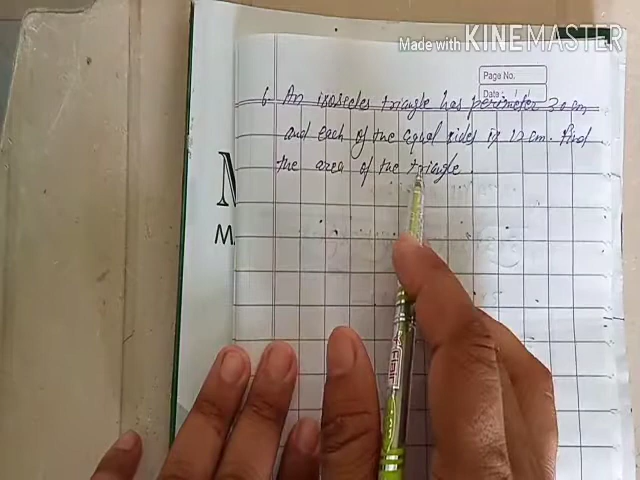 Made with KINEMASTER
Page No.
Date : / /
6. An isosceles triangle has perimeter 30 cm
and each of the equal sides is 12 cm. Find
the area of the triangle.
M
M